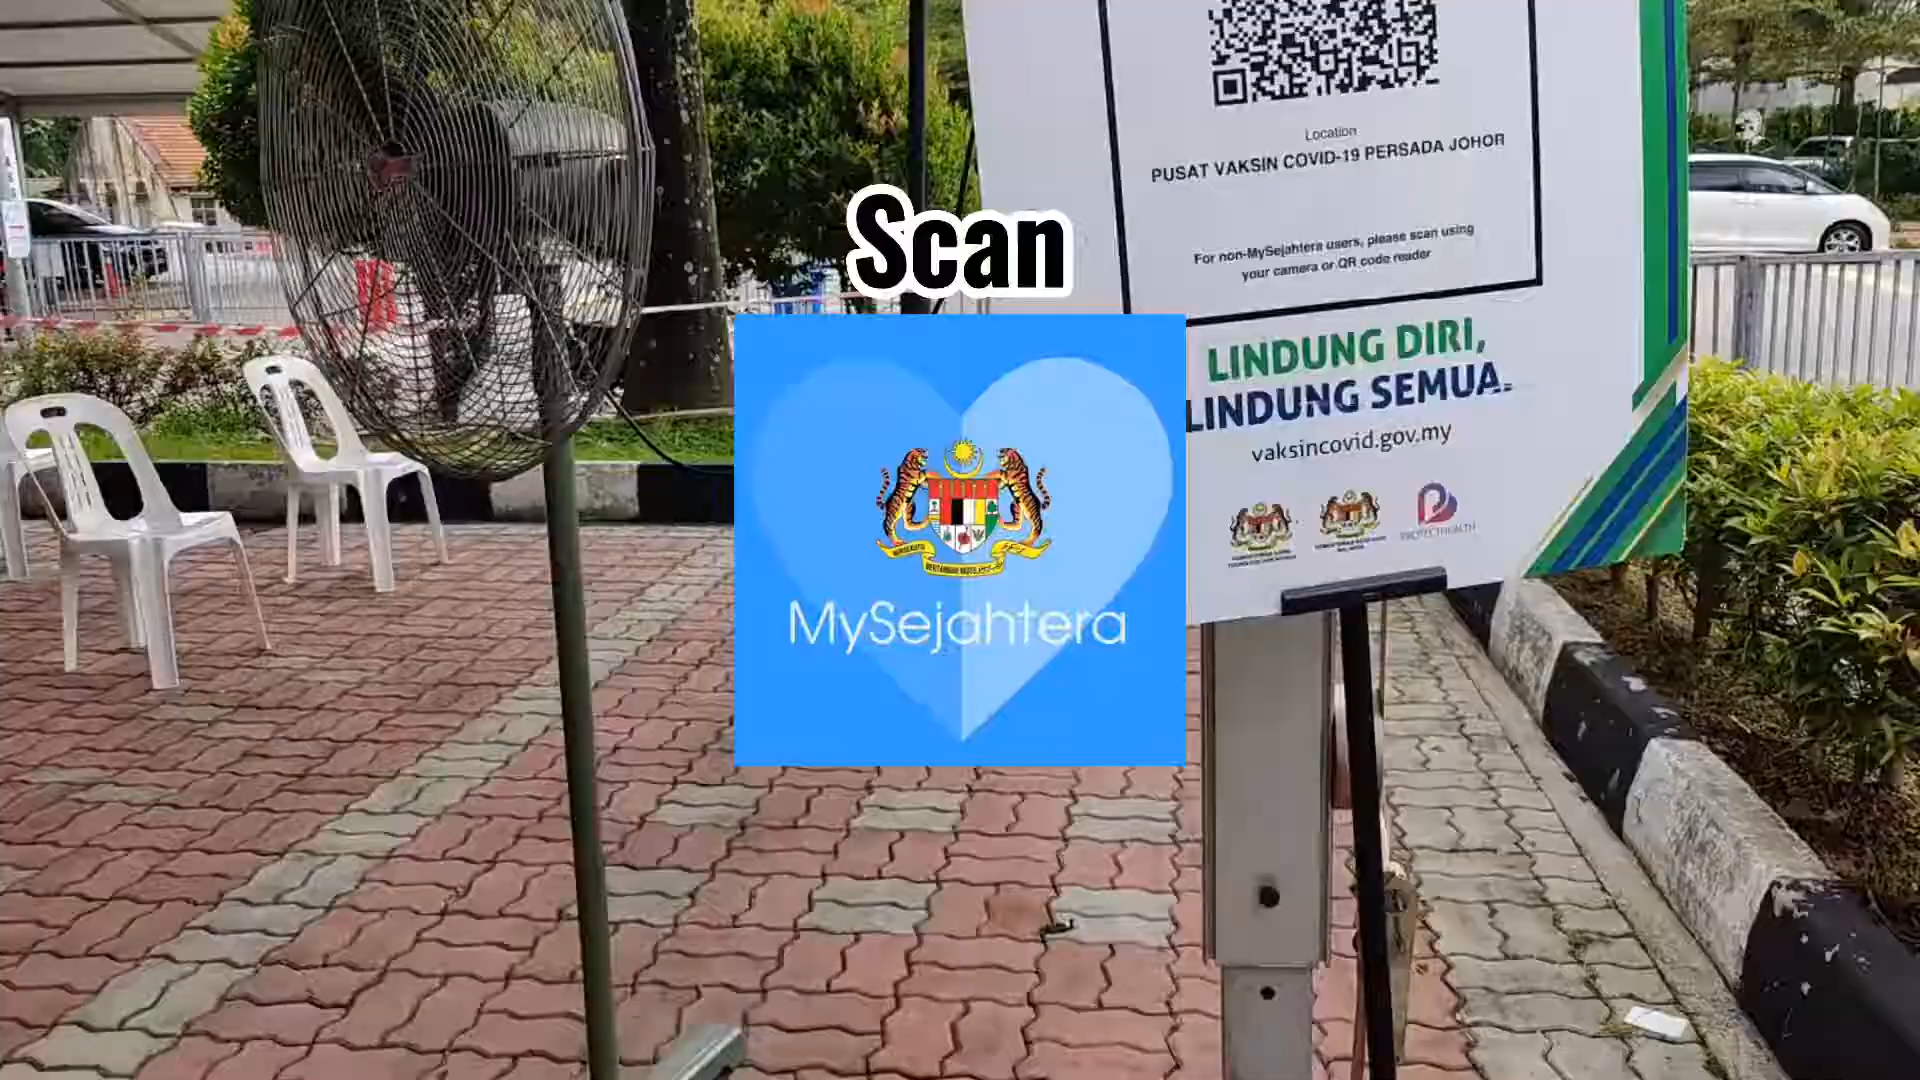 Location
PUSAT VAKSIN COVID-19 PERSADA JOHOR
For non-MySejahtera users, please scan using
your camera or QR code reader
Scan
LINDUNG DIRI,
LINDUNG SEMUA.
vaksincovid.gov.my
MySejahtera
PROTECTHEALTH